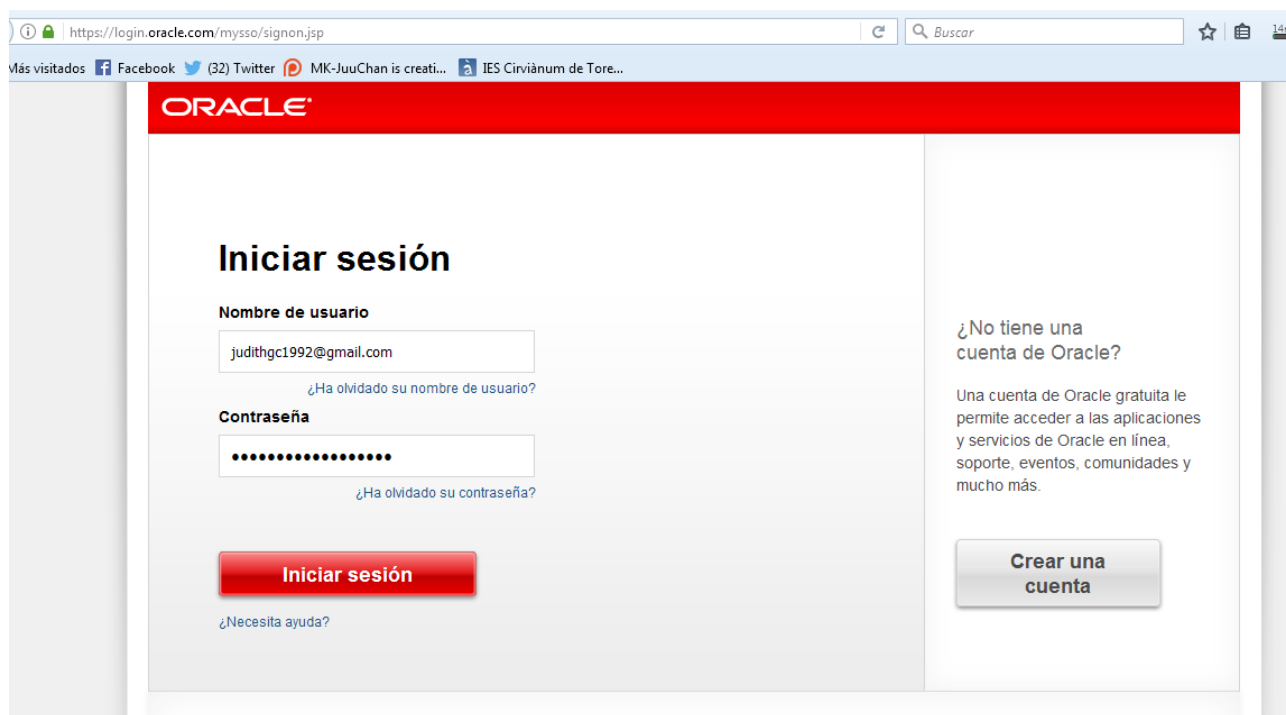 https://login.oracle.com/mysso/signon.jsp
Buscar
Más visitados Facebook (32) Twitter MK-JuuChan is creati... IES Cirviànum de Tore...
ORACLE
Iniciar sesión
Nombre de usuario
judithgc1992@gmail.com
¿Ha olvidado su nombre de usuario?
Contraseña
••••••••••••••••••
¿Ha olvidado su contraseña?
Iniciar sesión
¿Necesita ayuda?
¿No tiene una
cuenta de Oracle?
Una cuenta de Oracle gratuita le
permite acceder a las aplicaciones
y servicios de Oracle en línea,
soporte, eventos, comunidades y
mucho más.
Crear una
cuenta